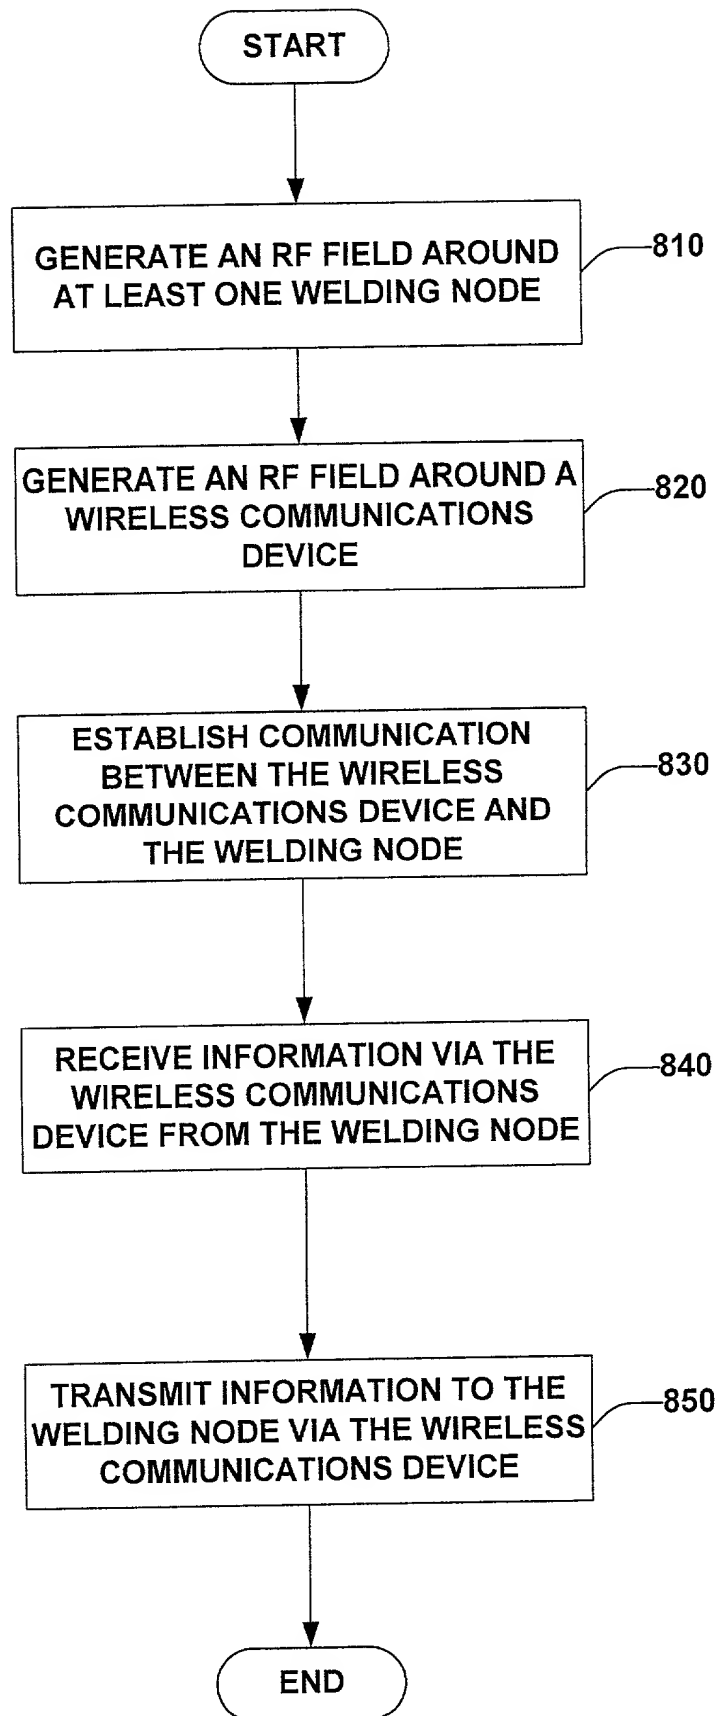 START
GENERATE AN RF FIELD AROUND
AT LEAST ONE WELDING NODE
810
GENERATE AN RF FIELD AROUND A
WIRELESS COMMUNICATIONS
DEVICE
820
ESTABLISH COMMUNICATION
BETWEEN THE WIRELESS
COMMUNICATIONS DEVICE AND
THE WELDING NODE
830
RECEIVE INFORMATION VIA THE
WIRELESS COMMUNICATIONS
DEVICE FROM THE WELDING NODE
840
TRANSMIT INFORMATION TO THE
WELDING NODE VIA THE WIRELESS
COMMUNICATIONS DEVICE
850
END